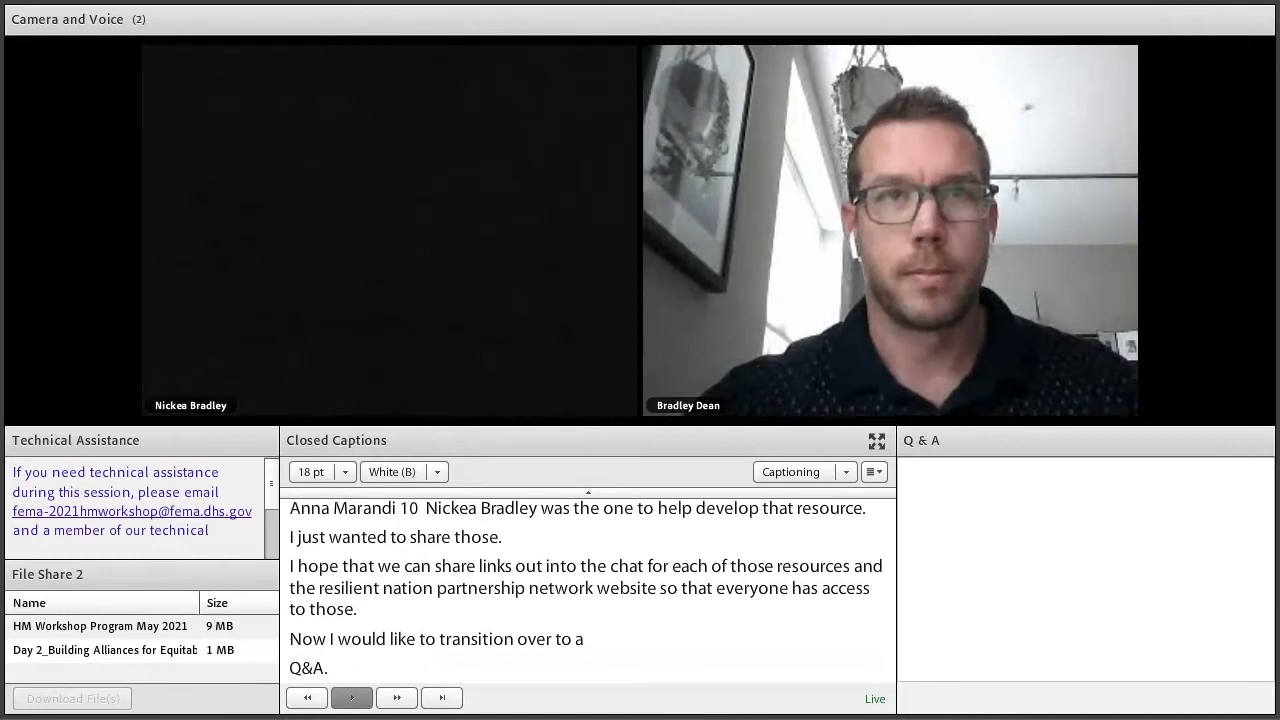 Camera and Voice (2)
Nickea Bradley
Bradley Dean
Technical Assistance
If you need technical assistance
during this session, please email
fema-2021hmworkshop@fema.dhs.gov
and a member of our technical
File Share 2
Name Size
HM Workshop Program May 2021 9 MB
Day 2_Building Alliances for Equitab 1 MB
Download File(s)
Closed Captions
18 pt White (B) Captioning
Anna Marandi 10 Nickea Bradley was the one to help develop that resource.
I just wanted to share those.
I hope that we can share links out into the chat for each of those resources and
the resilient nation partnership network website so that everyone has access
to those.
Now I would like to transition over to a
Q&A.
Live
Q & A